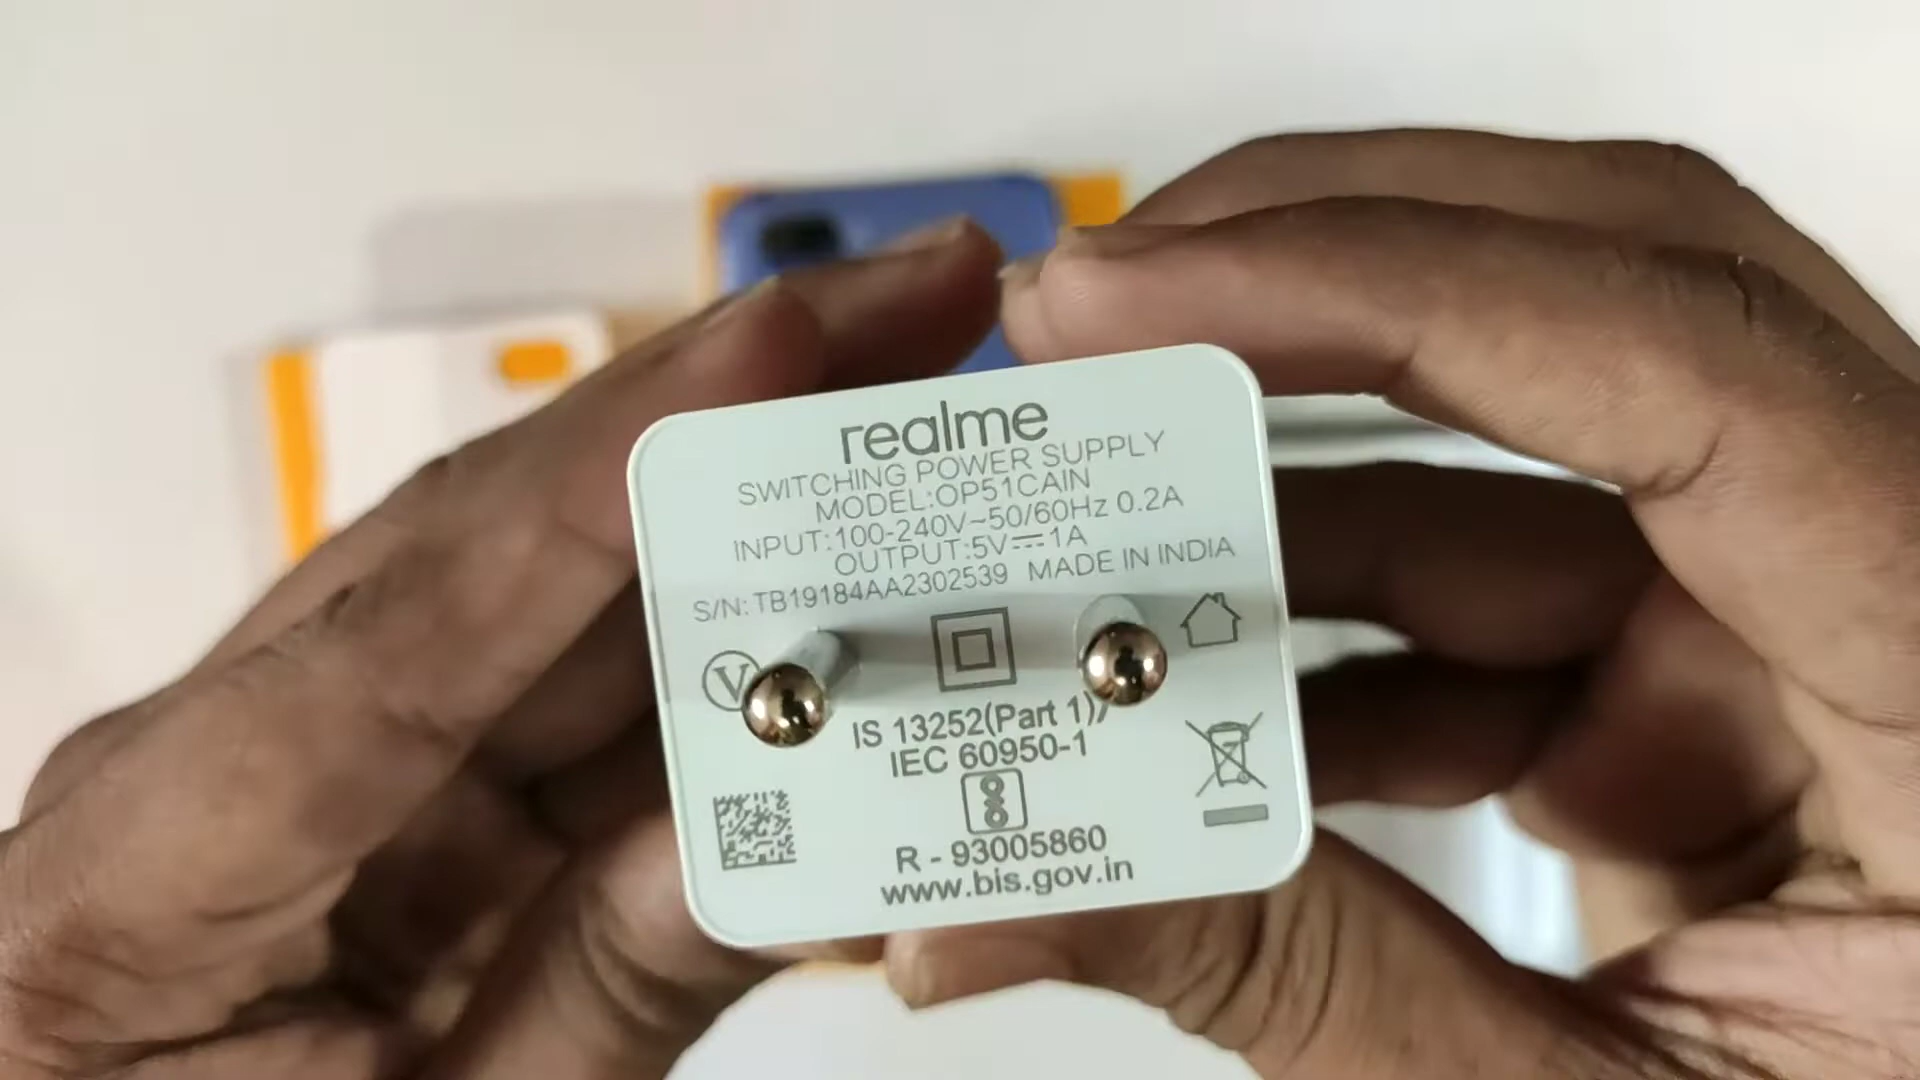 realme
SWITCHING POWER SUPPLY
MODEL:OP51CAIN
INPUT:100-240V~50/60Hz 0.2A
OUTPUT:5V⎓1A
S/N:TB19184AA2302539 MADE IN INDIA
V
IS 13252(Part 1)/
IEC 60950-1
R - 93005860
www.bis.gov.in